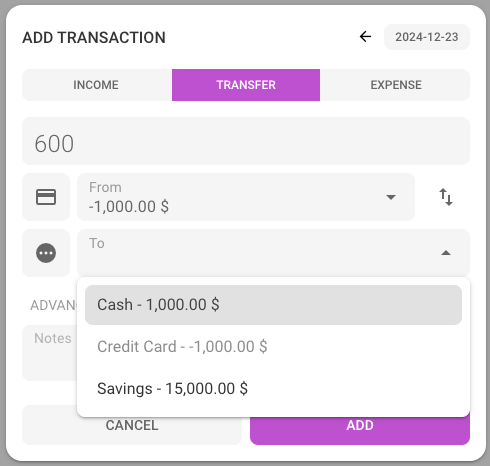 ADD TRANSACTION
2024-12-23
INCOME
TRANSFER
EXPENSE
600
From
-1,000.00 $
To
Cash - 1,000.00 $
ADVAN
Notes
Credit Card - -1,000.00 $
Savings - 15,000.00 $
CANCEL
ADD